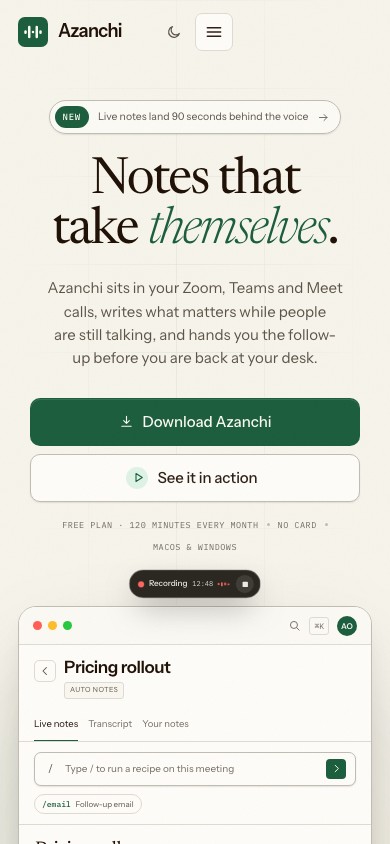 Azanchi
NEW Live notes land 90 seconds behind the voice →
Notes that
take themselves.
Azanchi sits in your Zoom, Teams and Meet
calls, writes what matters while people
are still talking, and hands you the follow-
up before you are back at your desk.
Download Azanchi
See it in action
FREE PLAN · 120 MINUTES EVERY MONTH • NO CARD •
MACOS & WINDOWS
Recording 12:48
⌘K AO
Pricing rollout
AUTO NOTES
Live notes Transcript Your notes
/ Type / to run a recipe on this meeting
/email Follow-up email